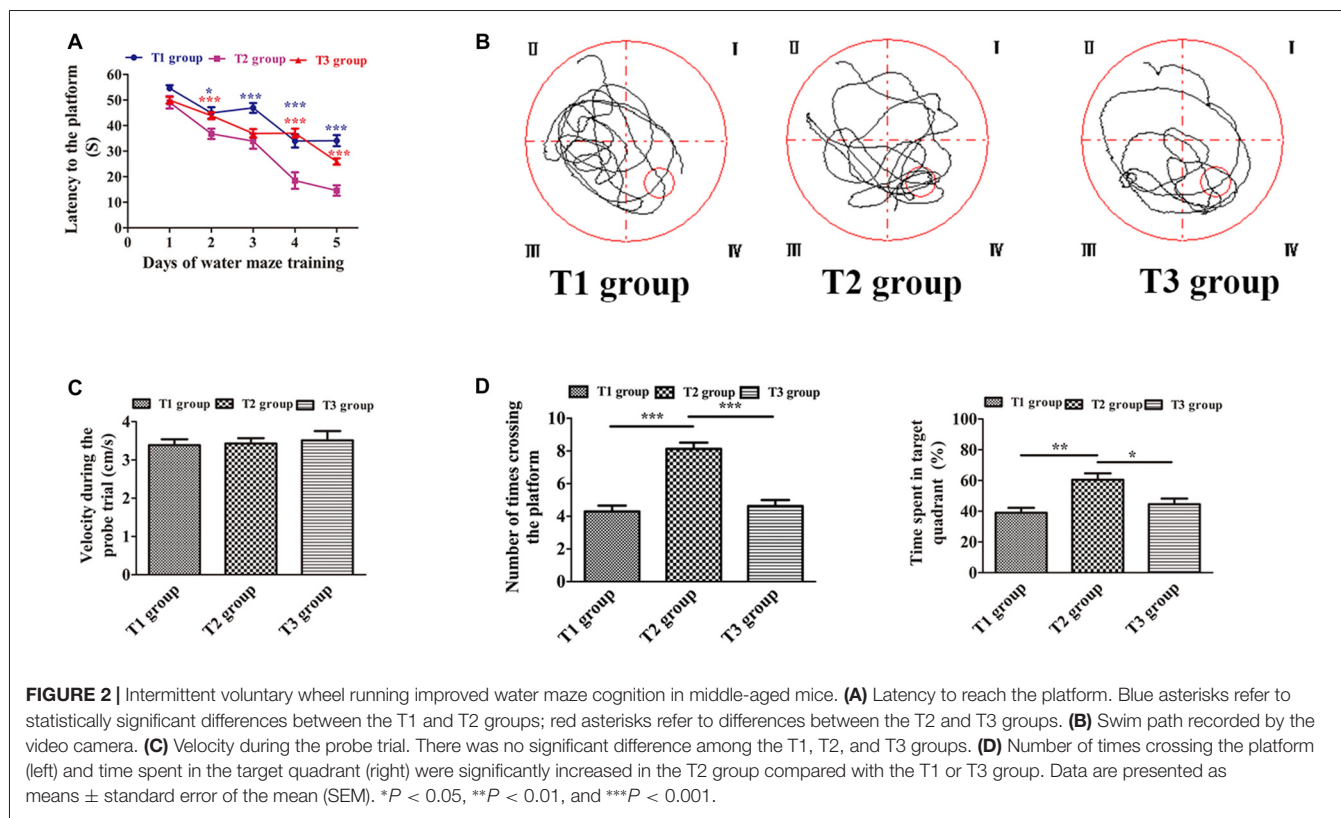 A
T1 group T2 group T3 group
Latency to the platform
(S)
60
50
40
30
20
10
0
* *** *** ***
*** *** ***
0 1 2 3 4 5
Days of water maze training
B
II I
III IV
T1 group
II I
III IV
T2 group
II I
III IV
T3 group
C
T1 group T2 group T3 group
Velocity during the
probe trial (cm/s)
4
3
2
1
0
T1 group T2 group T3 group
D
T1 group T2 group T3 group
Number of times crossing
the platform
10
8
6
4
2
0
*** ***
T1 group T2 group T3 group
T1 group T2 group T3 group
Time spent in target
quadrant (%)
100
80
60
40
20
0
** *
T1 group T2 group T3 group
FIGURE 2 | Intermittent voluntary wheel running improved water maze cognition in middle-aged mice. (A) Latency to reach the platform. Blue asterisks refer to
statistically significant differences between the T1 and T2 groups; red asterisks refer to differences between the T2 and T3 groups. (B) Swim path recorded by the
video camera. (C) Velocity during the probe trial. There was no significant difference among the T1, T2, and T3 groups. (D) Number of times crossing the platform
(left) and time spent in the target quadrant (right) were significantly increased in the T2 group compared with the T1 or T3 group. Data are presented as
means ± standard error of the mean (SEM). *P < 0.05, **P < 0.01, and ***P < 0.001.